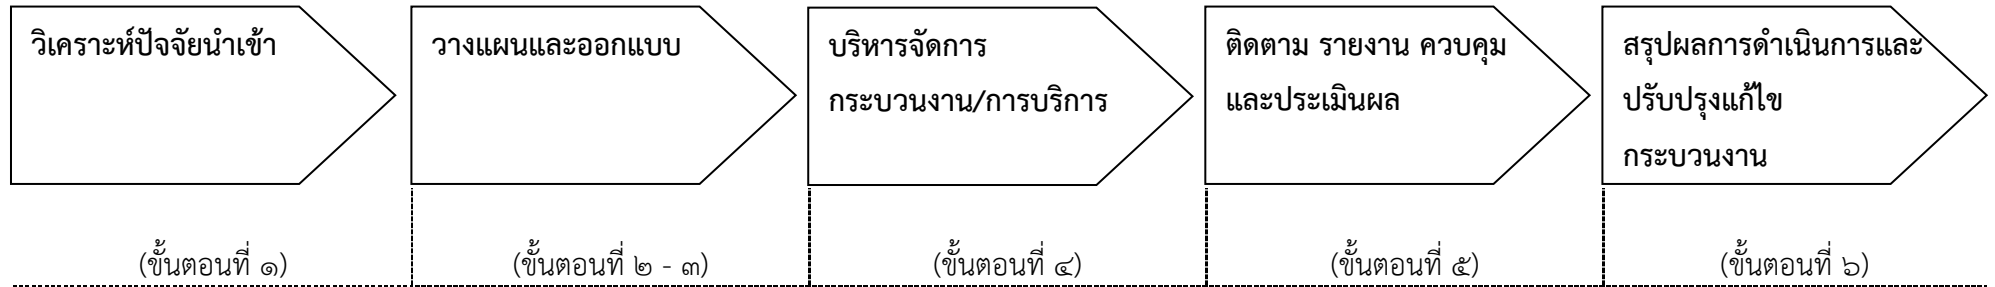 วิเคราะห์ปัจจัยนำเข้า
วางแผนและออกแบบ
บริหารจัดการ
กระบวนงาน/การบริการ
ติดตาม รายงาน ควบคุม
และประเมินผล
สรุปผลการดำเนินการและ
ปรับปรุงแก้ไข
กระบวนงาน
(ขั้นตอนที่ ๑)
(ขั้นตอนที่ ๒ - ๓)
(ขั้นตอนที่ ๔)
(ขั้นตอนที่ ๕)
(ขั้นตอนที่ ๖)